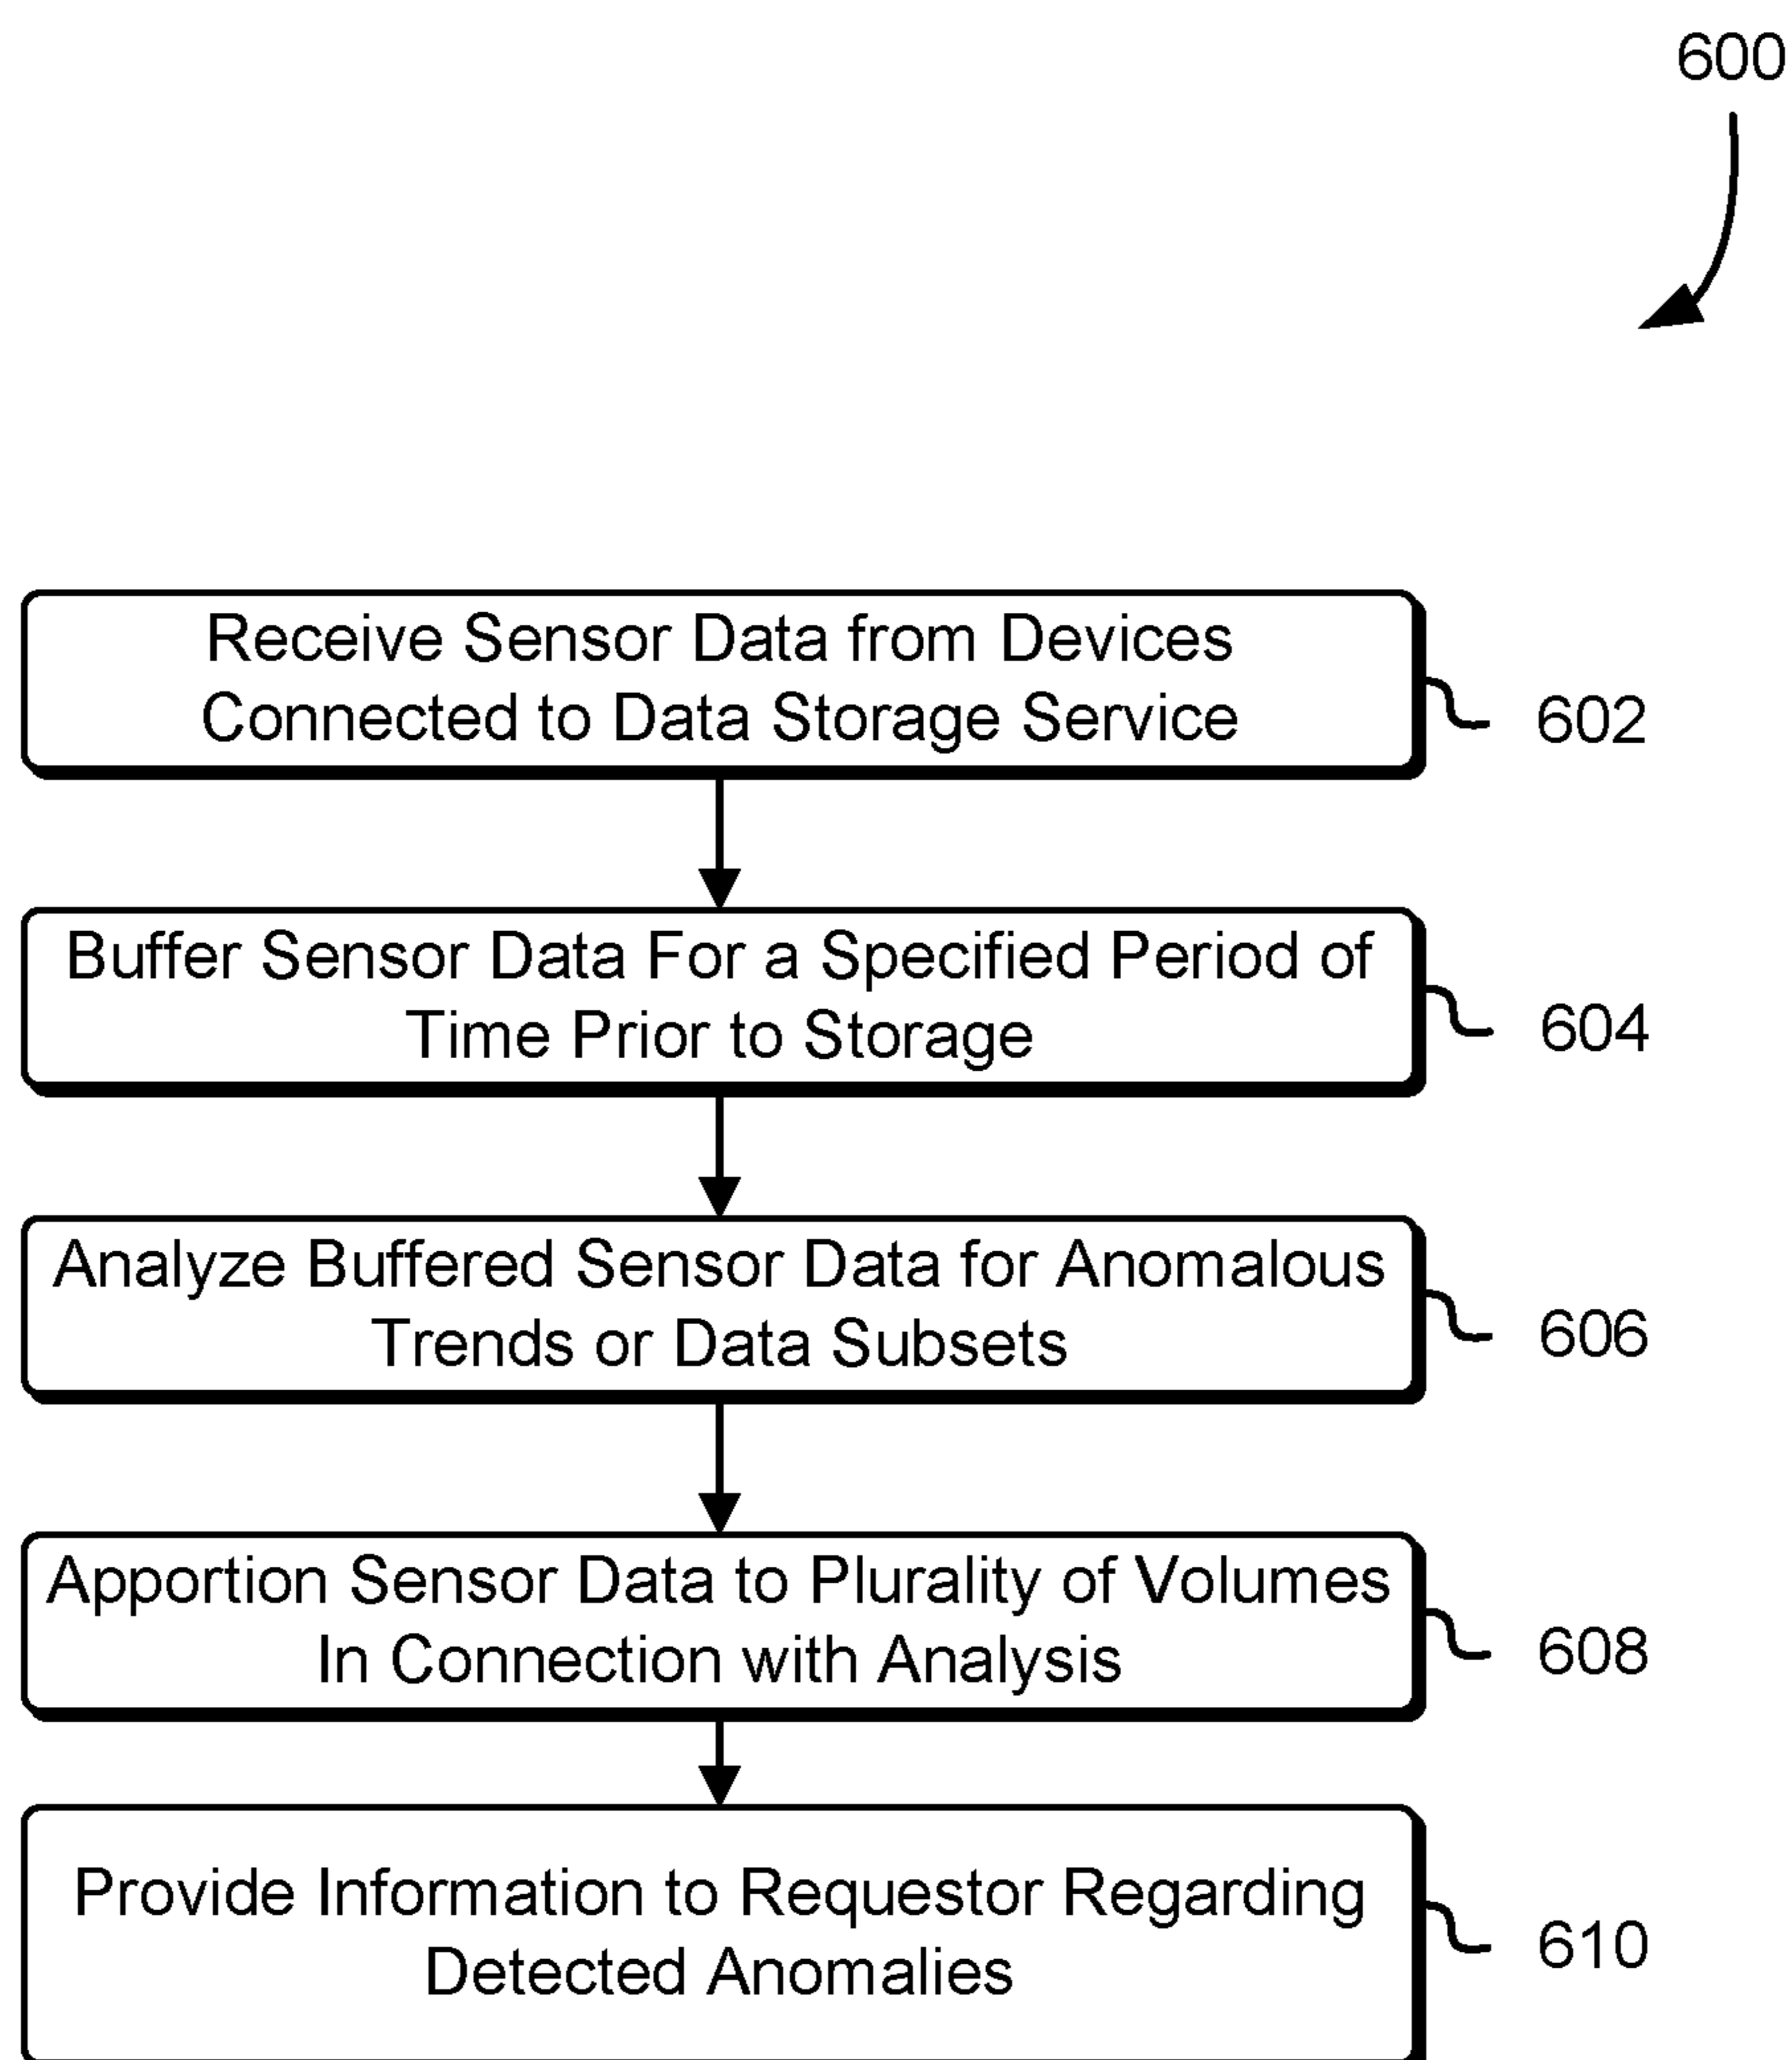 600
Receive Sensor Data from Devices
Connected to Data Storage Service
602
Buffer Sensor Data For a Specified Period of
Time Prior to Storage
604
Analyze Buffered Sensor Data for Anomalous
Trends or Data Subsets
606
Apportion Sensor Data to Plurality of Volumes
In Connection with Analysis
608
Provide Information to Requestor Regarding
Detected Anomalies
610